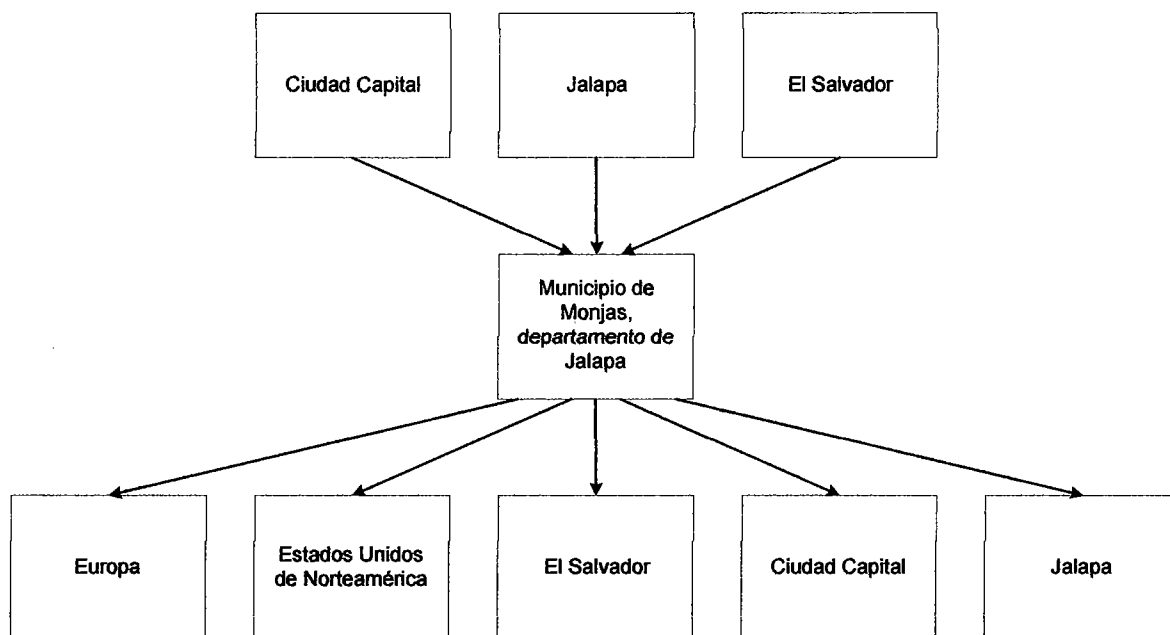 Ciudad Capital
Jalapa
El Salvador
Municipio de
Monjas,
departamento de
Jalapa
Europa
Estados Unidos
de Norteamérica
El Salvador
Ciudad Capital
Jalapa